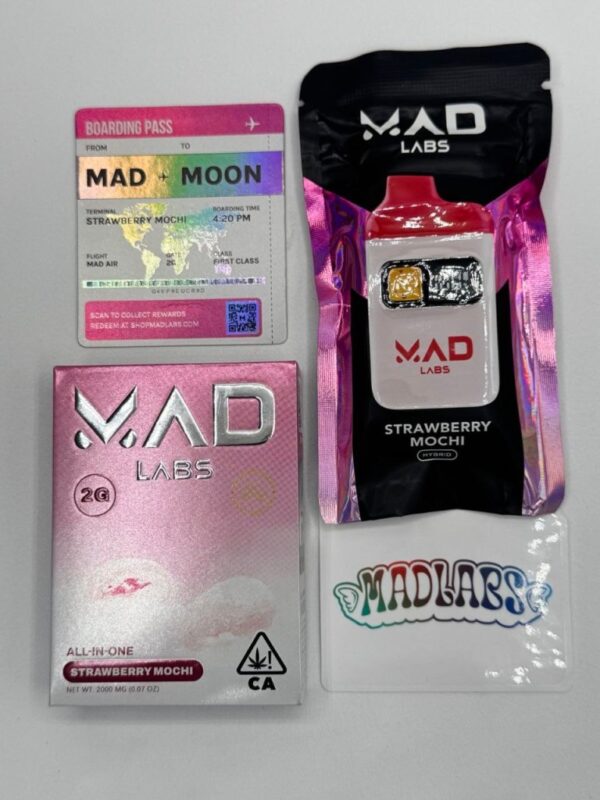 BOARDING PASS
FROM TO
MAD MOON
TERMINAL BOARDING TIME
STRAWBERRY MOCHI 4:20 PM
FLIGHT GATE CLASS
MAD AIR FIRST CLASS
SCAN TO COLLECT REWARDS
REDEEM AT SHOPMADLABS.COM
MAD
LABS
MAD
LABS
STRAWBERRY
MOCHI
HYBRID
MAD
LABS
2G
ALL-IN-ONE
STRAWBERRY MOCHI
NET WT. 2000 MG (0.07 OZ)
!
CA
MADLABS